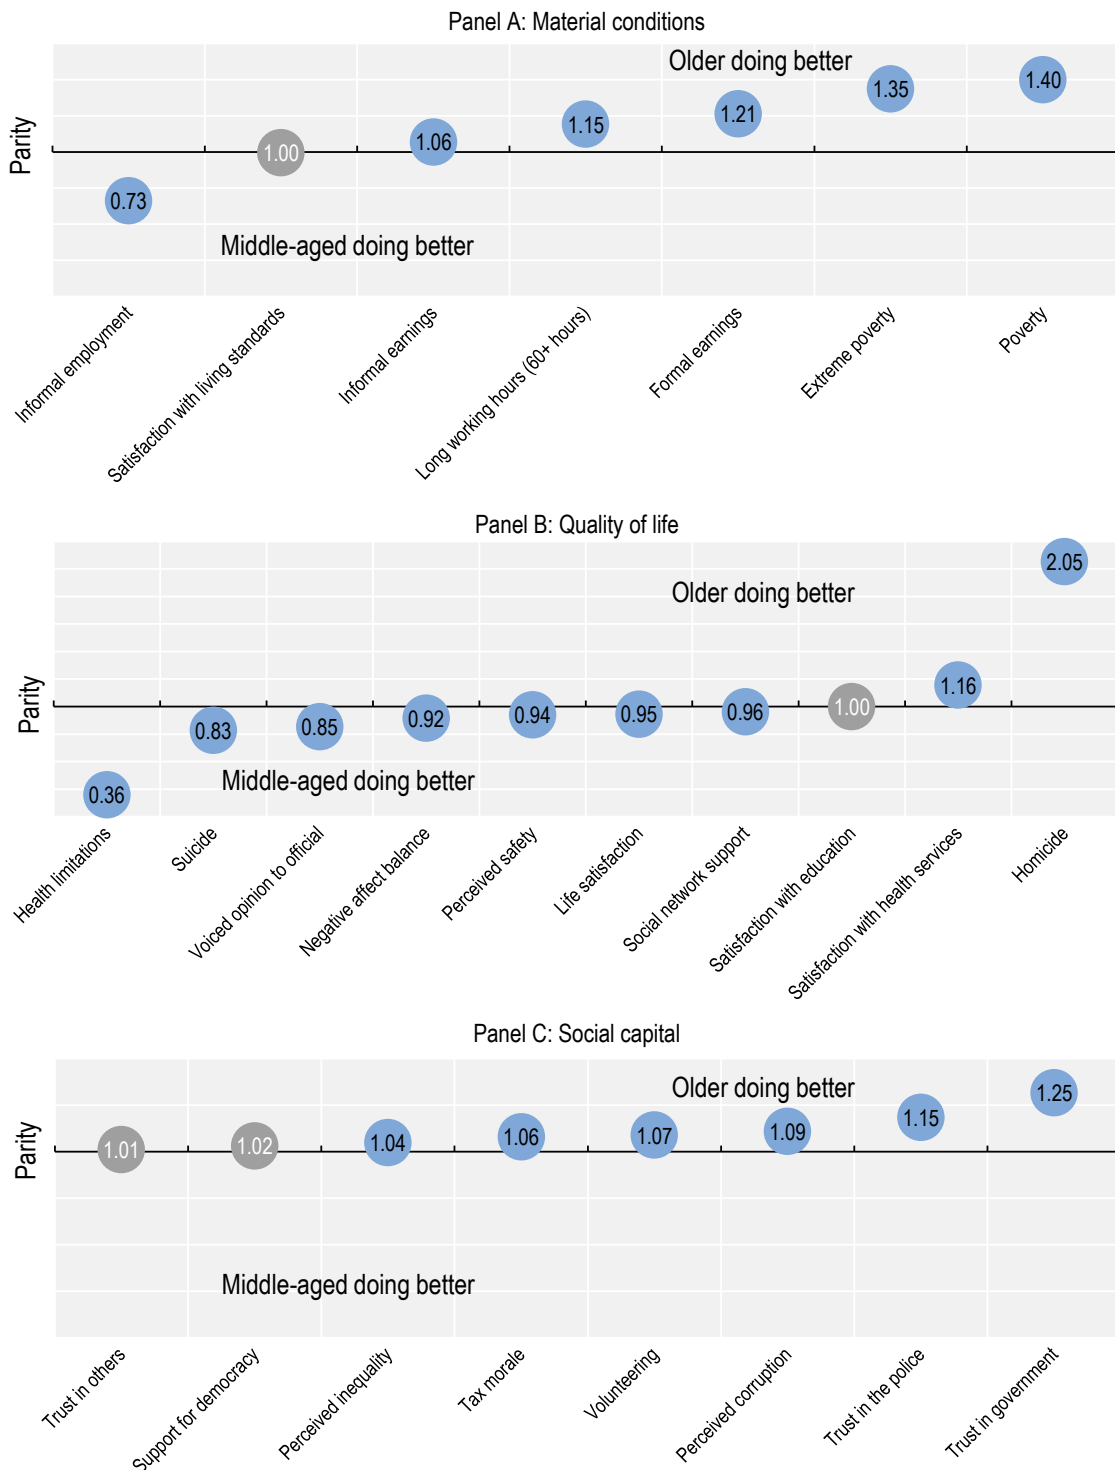 Panel A: Material conditions
Older doing better
Parity
0.73
1.00
1.06
1.15
1.21
1.35
1.40
Middle-aged doing better
Informal employment
Satisfaction with living standards
Informal earnings
Long working hours (60+ hours)
Formal earnings
Extreme poverty
Poverty
Panel B: Quality of life
Older doing better
Parity
0.36
0.83
0.85
0.92
0.94
0.95
0.96
1.00
1.16
2.05
Middle-aged doing better
Health limitations
Suicide
Voiced opinion to official
Negative affect balance
Perceived safety
Life satisfaction
Social network support
Satisfaction with education
Satisfaction with health services
Homicide
Panel C: Social capital
Older doing better
Parity
1.01
1.02
1.04
1.06
1.07
1.09
1.15
1.25
Middle-aged doing better
Trust in others
Support for democracy
Perceived inequality
Tax morale
Volunteering
Perceived corruption
Trust in the police
Trust in government